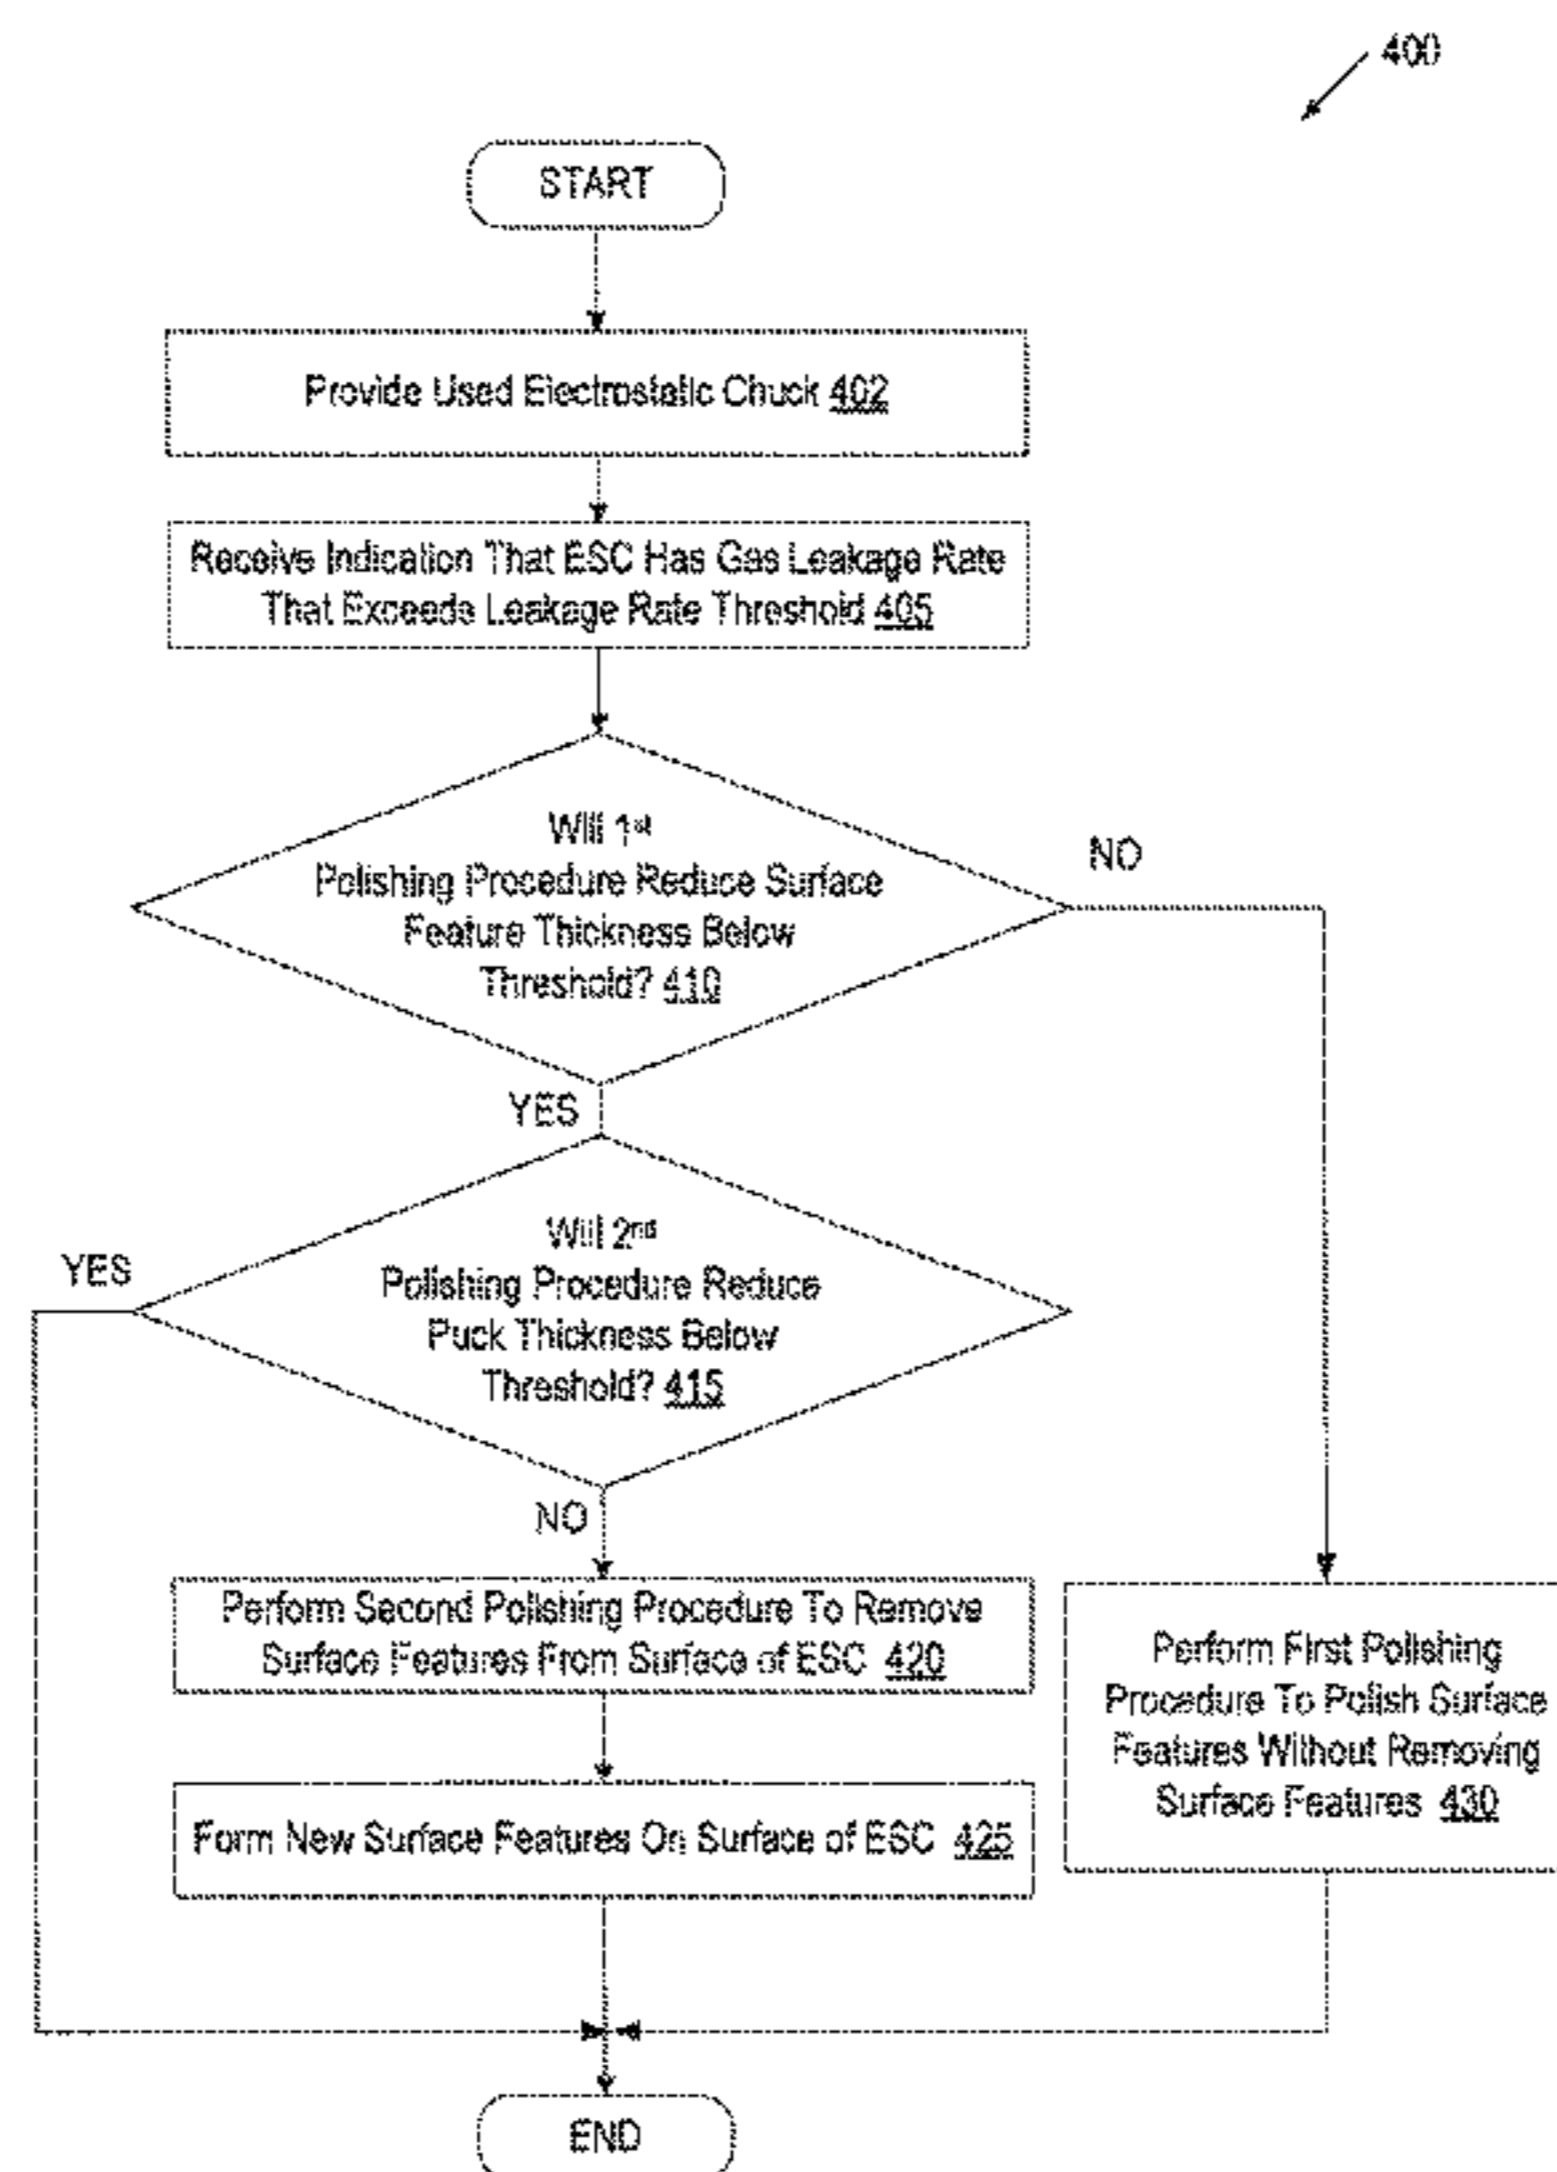 400
START
Provide Used Electrostatic Chuck 402
Receive Indication That ESC Has Gas Leakage Rate
That Exceeds Leakage Rate Threshold 405
Will 1st
Polishing Procedure Reduce Surface
Feature Thickness Below
Threshold? 410
NO
YES
Will 2nd
Polishing Procedure Reduce
Puck Thickness Below
Threshold? 415
YES
NO
Perform Second Polishing Procedure To Remove
Surface Features From Surface of ESC 420
Perform First Polishing
Procedure To Polish Surface
Features Without Removing
Surface Features 430
Form New Surface Features On Surface of ESC 425
END